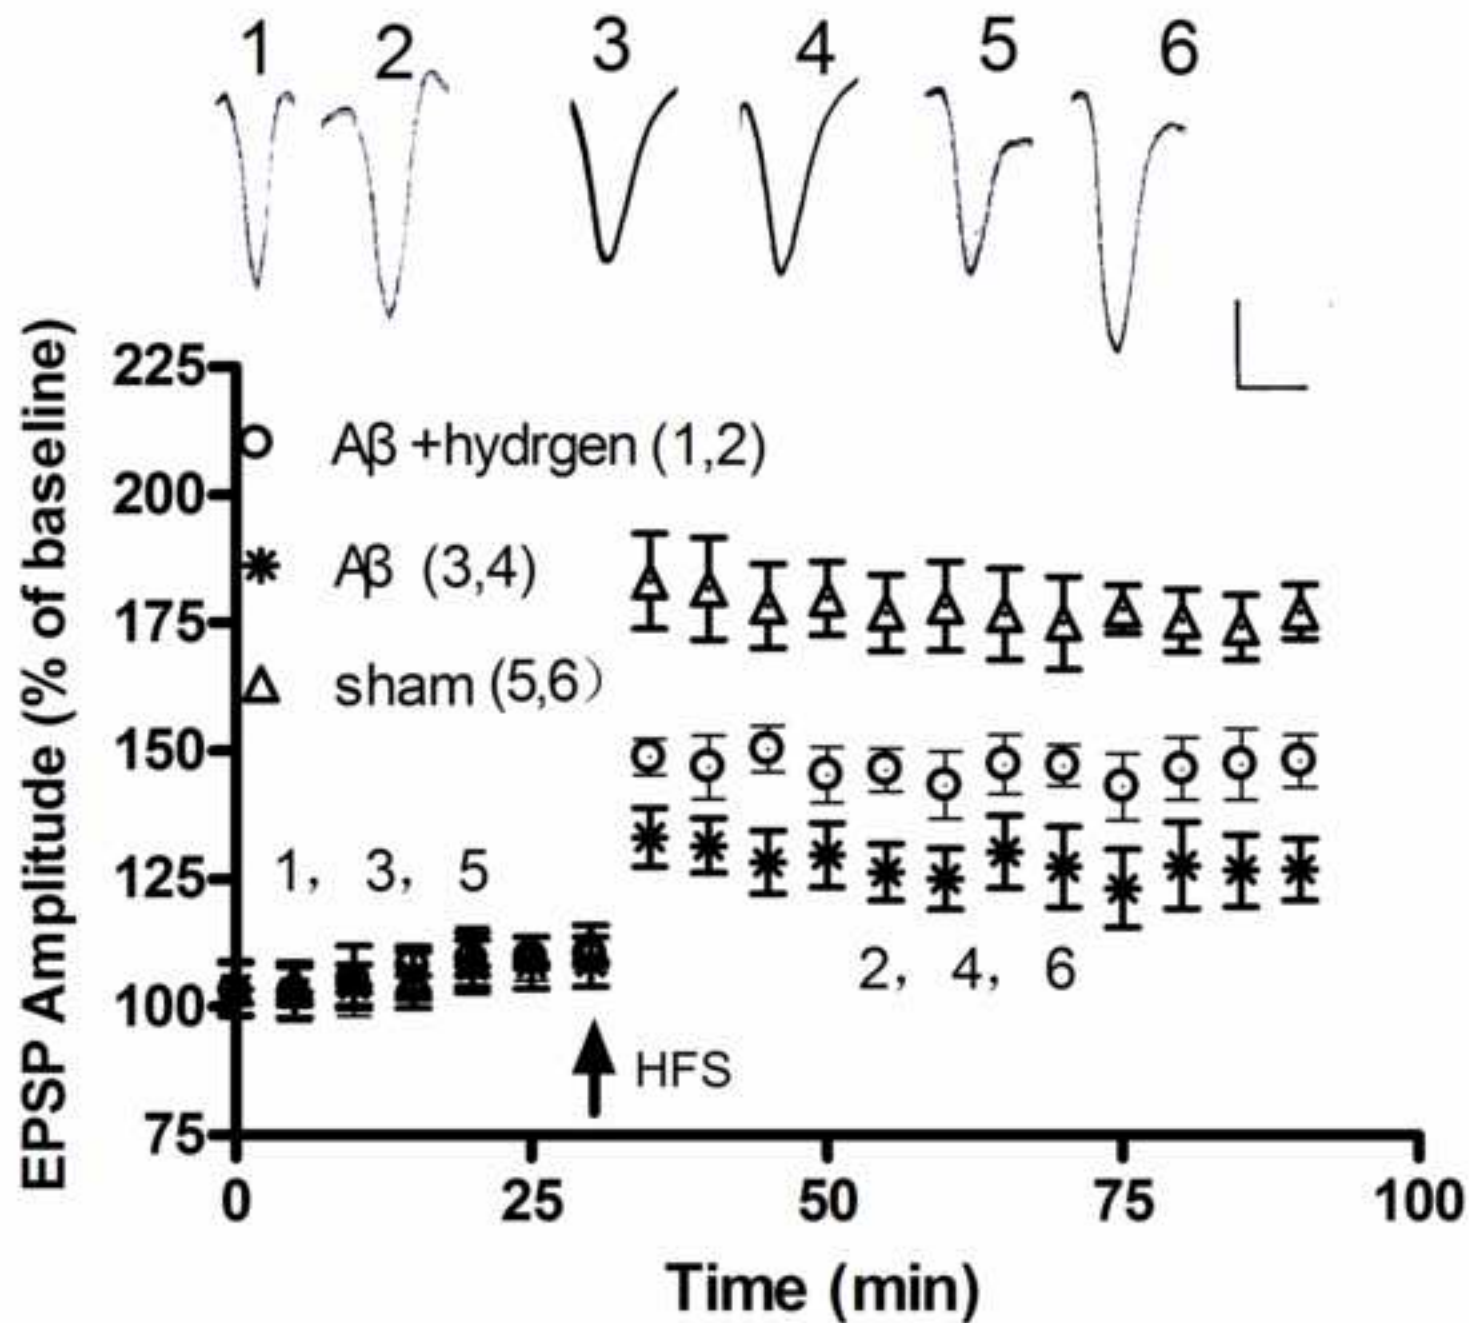 1 2 3 4 5 6
EPSP Amplitude (% of baseline)
225
200
175
150
125
100
75
Aβ +hydrgen (1,2)
Aβ (3,4)
sham (5,6）
1, 3, 5
2, 4, 6
HFS
0 25 50 75 100
Time (min)